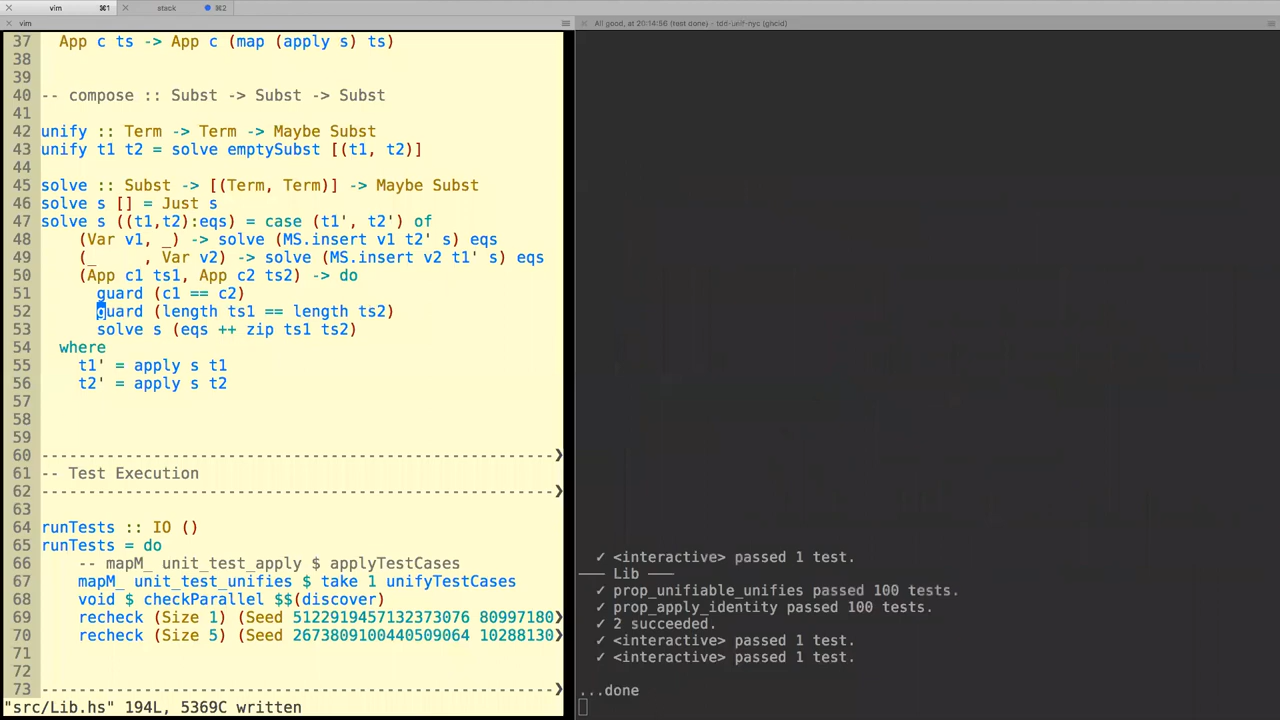 vim ⌘1 stack ⌘2
vim
All good, at 20:14:56 (test done) - tdd-unif-nyc (ghcid)
37   App c ts -> App c (map (apply s) ts)
38
39
40 -- compose :: Subst -> Subst -> Subst
41
42 unify :: Term -> Term -> Maybe Subst
43 unify t1 t2 = solve emptySubst [(t1, t2)]
44
45 solve :: Subst -> [(Term, Term)] -> Maybe Subst
46 solve s [] = Just s
47 solve s ((t1,t2):eqs) = case (t1', t2') of
48     (Var v1, _) -> solve (MS.insert v1 t2' s) eqs
49     (_     , Var v2) -> solve (MS.insert v2 t1' s) eqs
50     (App c1 ts1, App c2 ts2) -> do
51       guard (c1 == c2)
52       guard (length ts1 == length ts2)
53       solve s (eqs ++ zip ts1 ts2)
54   where
55     t1' = apply s t1
56     t2' = apply s t2
57
58
59
60 -------------------------------------------------------❯
61 -- Test Execution
62 -------------------------------------------------------❯
63
64 runTests :: IO ()
65 runTests = do
66     -- mapM_ unit_test_apply $ applyTestCases
67     mapM_ unit_test_unifies $ take 1 unifyTestCases
68     void $ checkParallel $$(discover)
69     recheck (Size 1) (Seed 5122919457132373076 80997180❯
70     recheck (Size 5) (Seed 2673809100440509064 10288130❯
71
72
73 -------------------------------------------------------❯
"src/Lib.hs" 194L, 5369C written
✓ <interactive> passed 1 test.
─── Lib ───
✓ prop_unifiable_unifies passed 100 tests.
✓ prop_apply_identity passed 100 tests.
✓ 2 succeeded.
✓ <interactive> passed 1 test.
✓ <interactive> passed 1 test.
...done